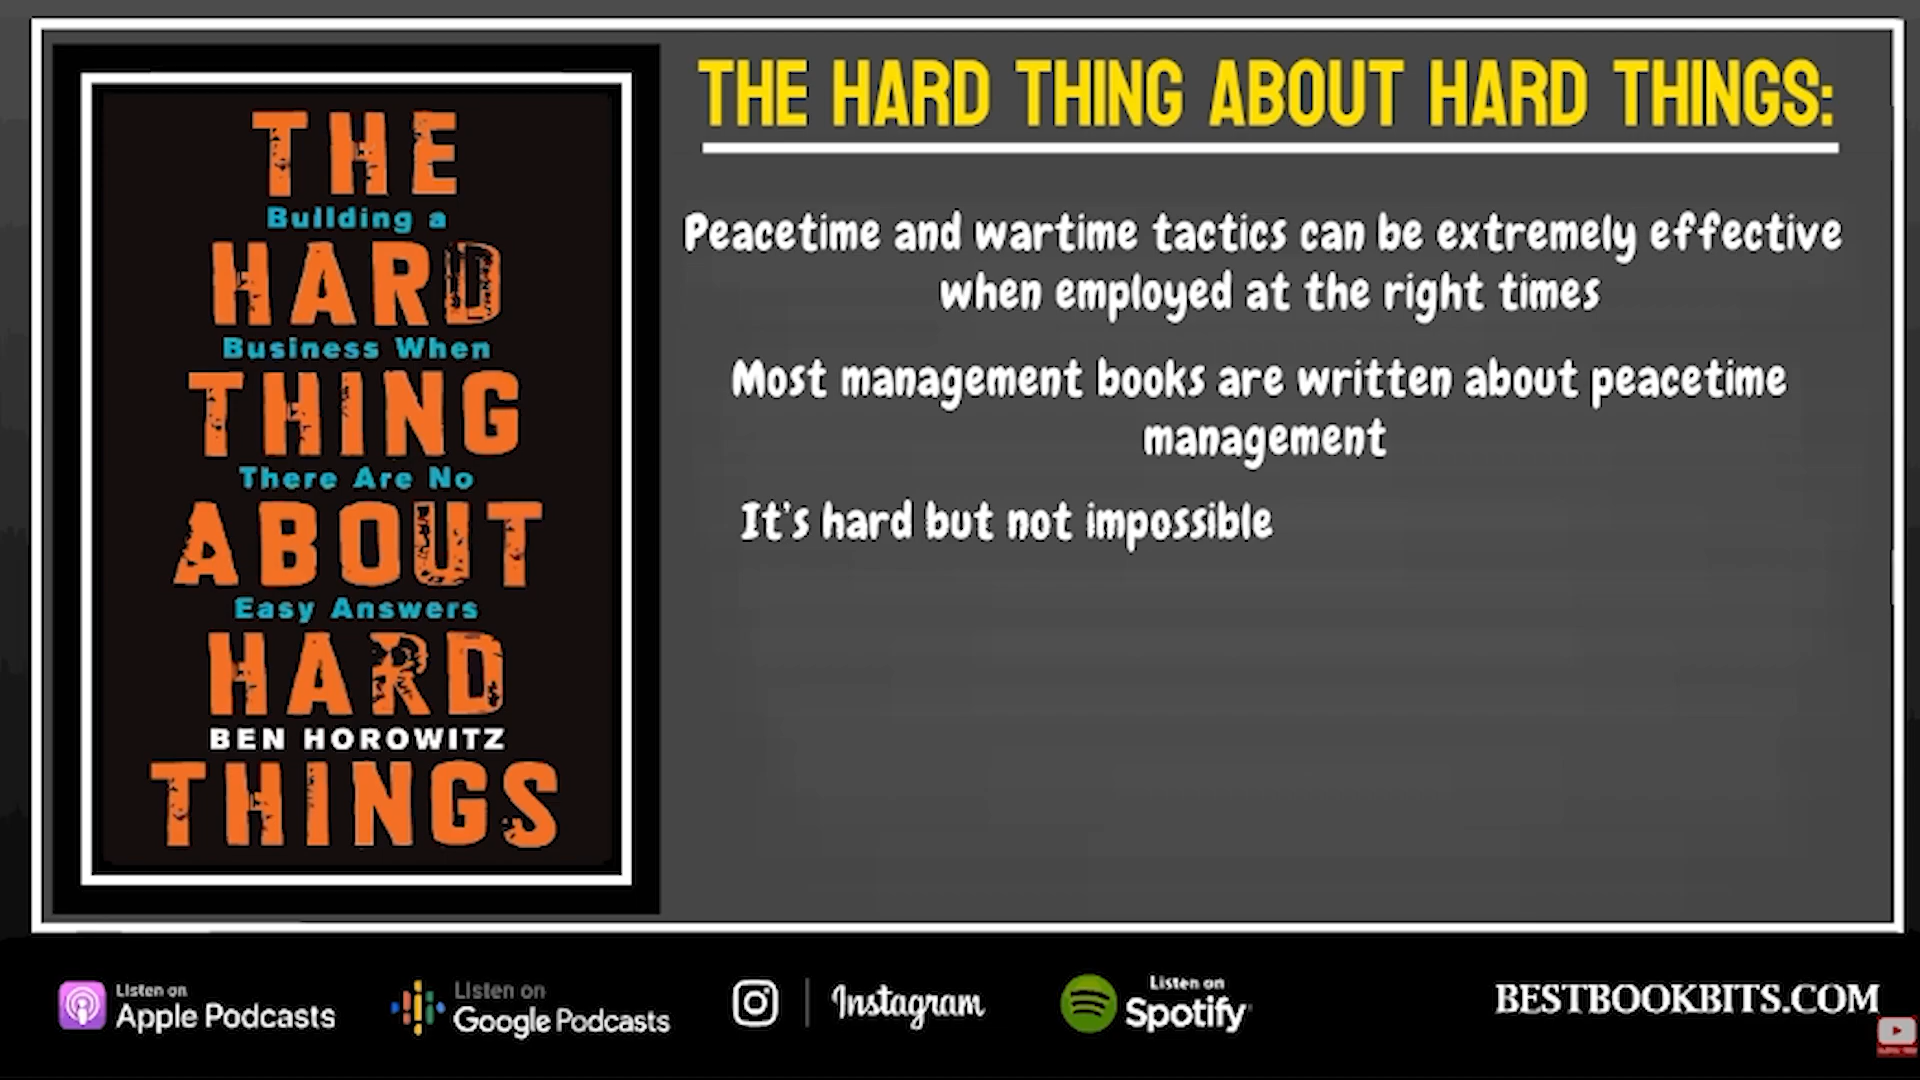 THE
Building a
HARD
Business When
THING
There Are No
ABOUT
Easy Answers
HARD
BEN HOROWITZ
THINGS
THE HARD THING ABOUT HARD THINGS:
Peacetime and wartime tactics can be extremely effective
when employed at the right times
Most management books are written about peacetime
management
It's hard but not impossible
Listen on
Apple Podcasts
Listen on
Google Podcasts
Instagram
Listen on
Spotify
BESTBOOKBITS.COM